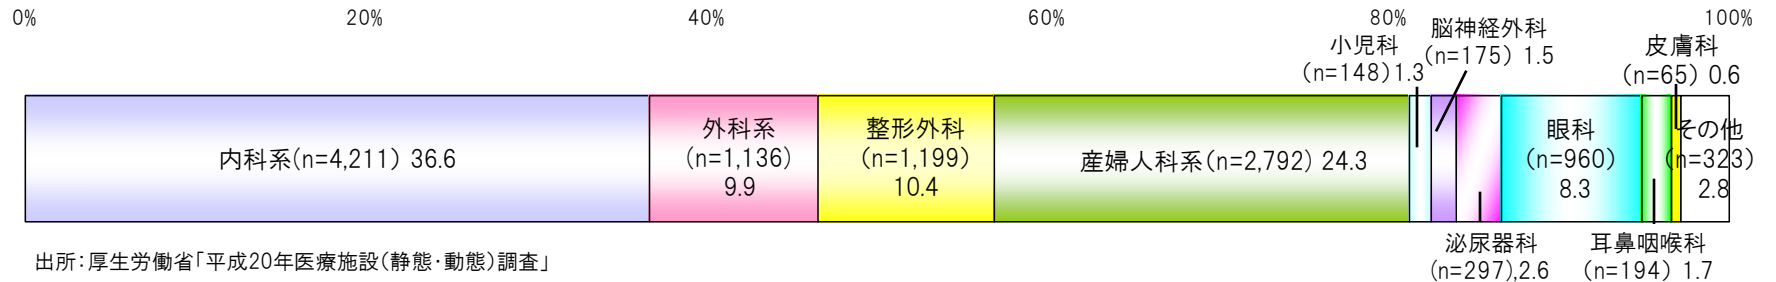 0% 20% 40% 60% 80% 100%
小児科
(n=148)1.3
脳神経外科
(n=175) 1.5
皮膚科
(n=65) 0.6
内科系(n=4,211) 36.6
外科系
(n=1,136)
9.9
整形外科
(n=1,199)
10.4
産婦人科系(n=2,792) 24.3
眼科
(n=960)
8.3
その他
(n=323)
2.8
泌尿器科
(n=297),2.6
耳鼻咽喉科
(n=194) 1.7
出所：厚生労働省「平成20年医療施設（静態・動態）調査」